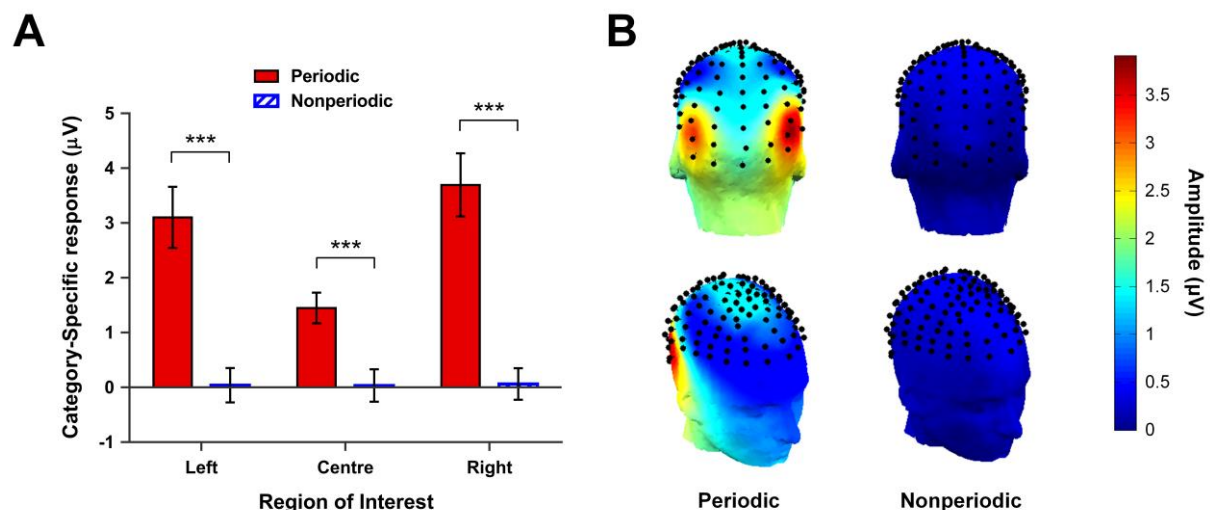 A
Periodic
Nonperiodic
Category-Specific response (µV)
5
4
3
2
1
0
-1
***
***
***
Left
Centre
Right
Region of Interest
B
Periodic
Nonperiodic
3.5
3
2.5
2
1.5
1
0.5
0
Amplitude (µV)